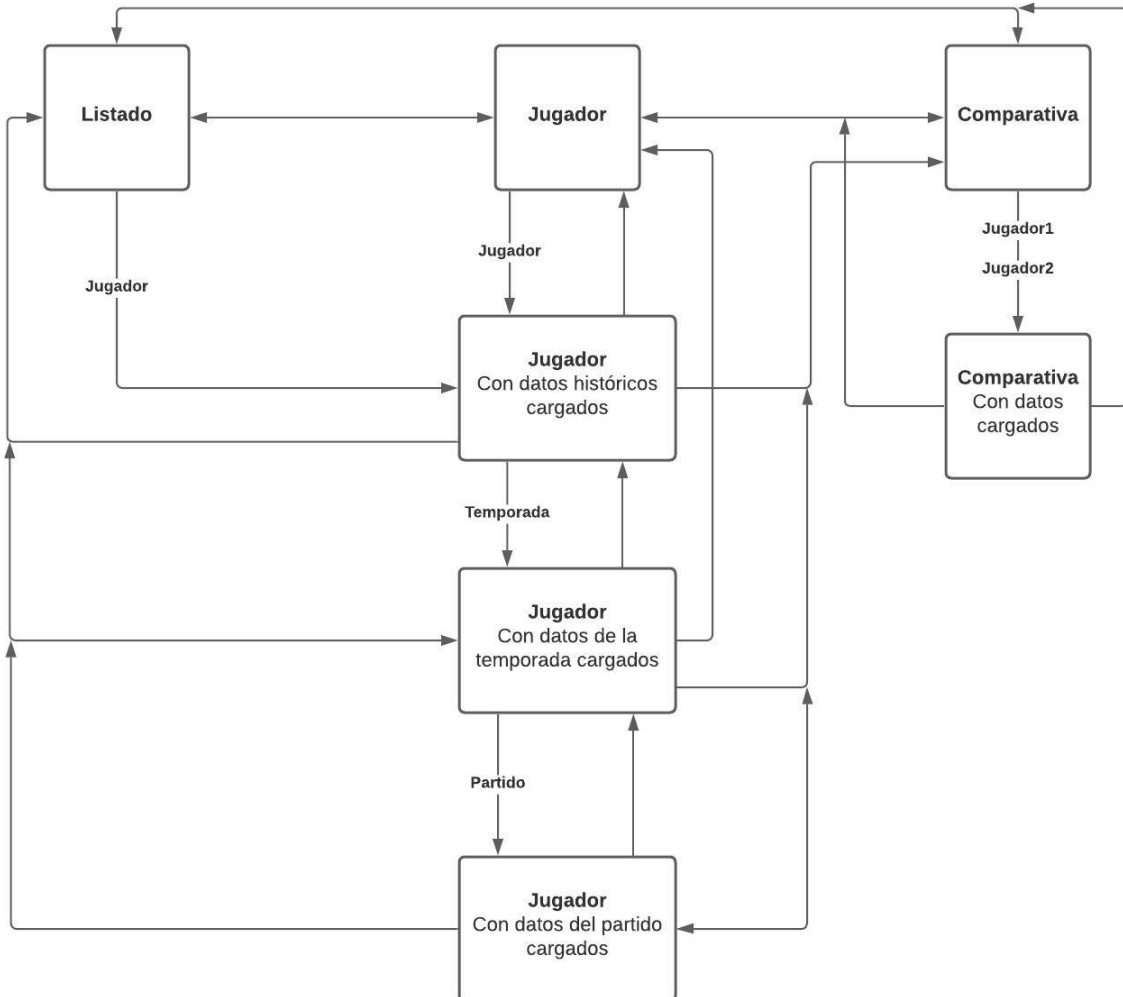 Listado
Jugador
Comparativa
Jugador1
Jugador
Jugador2
Jugador
Jugador
Con datos históricos
cargados
Comparativa
Con datos
cargados
Temporada
Jugador
Con datos de la
temporada cargados
Partido
Jugador
Con datos del partido
cargados